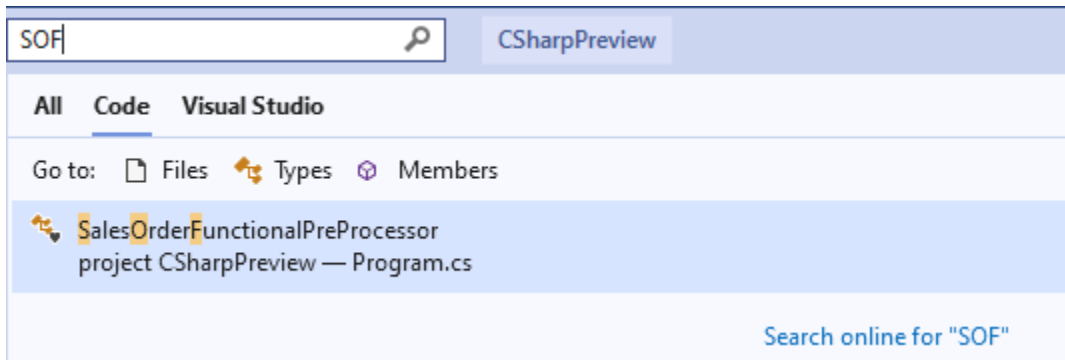 SOF
CSharpPreview
All Code Visual Studio
Go to: Files Types Members
SalesOrderFunctionalPreProcessor
project CSharpPreview — Program.cs
Search online for "SOF"